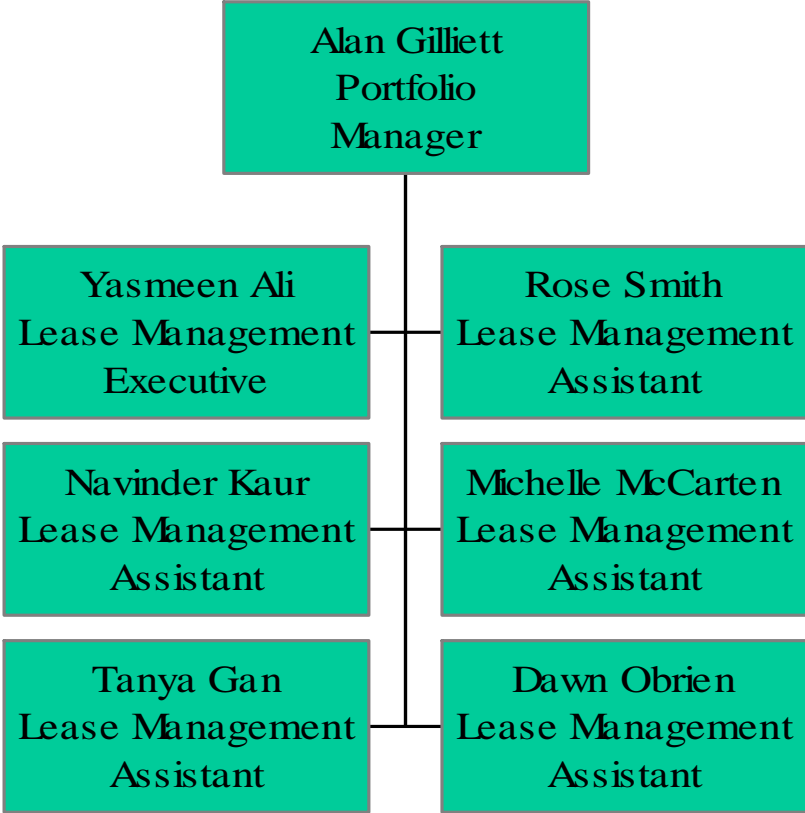 Alan Gilliett
Portfolio
Manager
Yasmeen Ali
Lease Management
Executive
Rose Smith
Lease Management
Assistant
Navinder Kaur
Lease Management
Assistant
Michelle McCarten
Lease Management
Assistant
Tanya Gan
Lease Management
Assistant
Dawn Obrien
Lease Management
Assistant